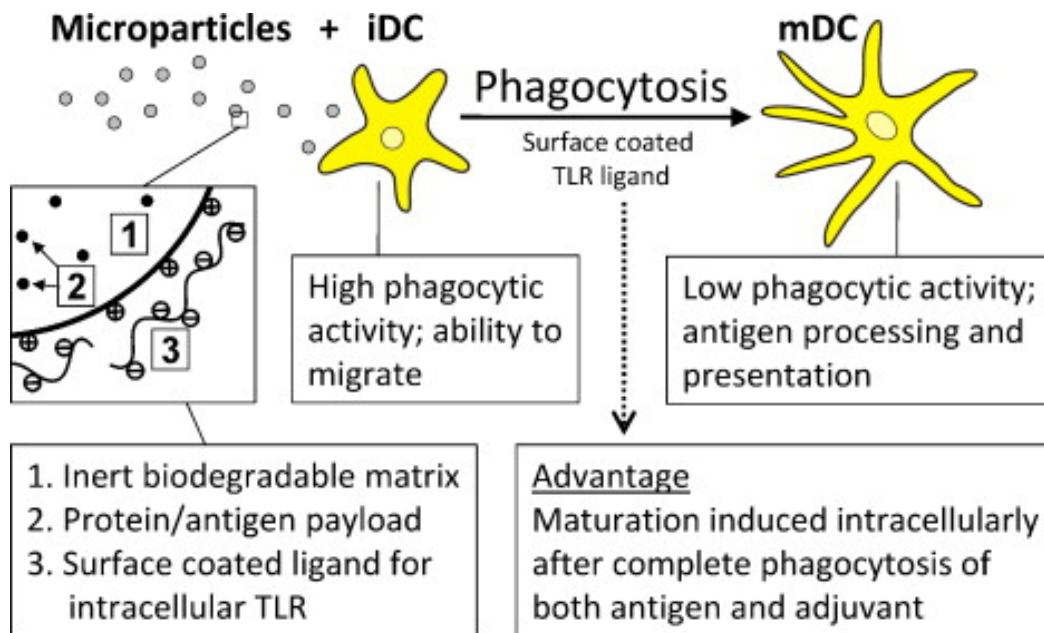 Microparticles + iDC
mDC
Phagocytosis
Surface coated
TLR ligand
1
2
3
High phagocytic
activity; ability to
migrate
Low phagocytic activity;
antigen processing and
presentation
1. Inert biodegradable matrix
2. Protein/antigen payload
3. Surface coated ligand for
intracellular TLR
Advantage
Maturation induced intracellularly
after complete phagocytosis of
both antigen and adjuvant